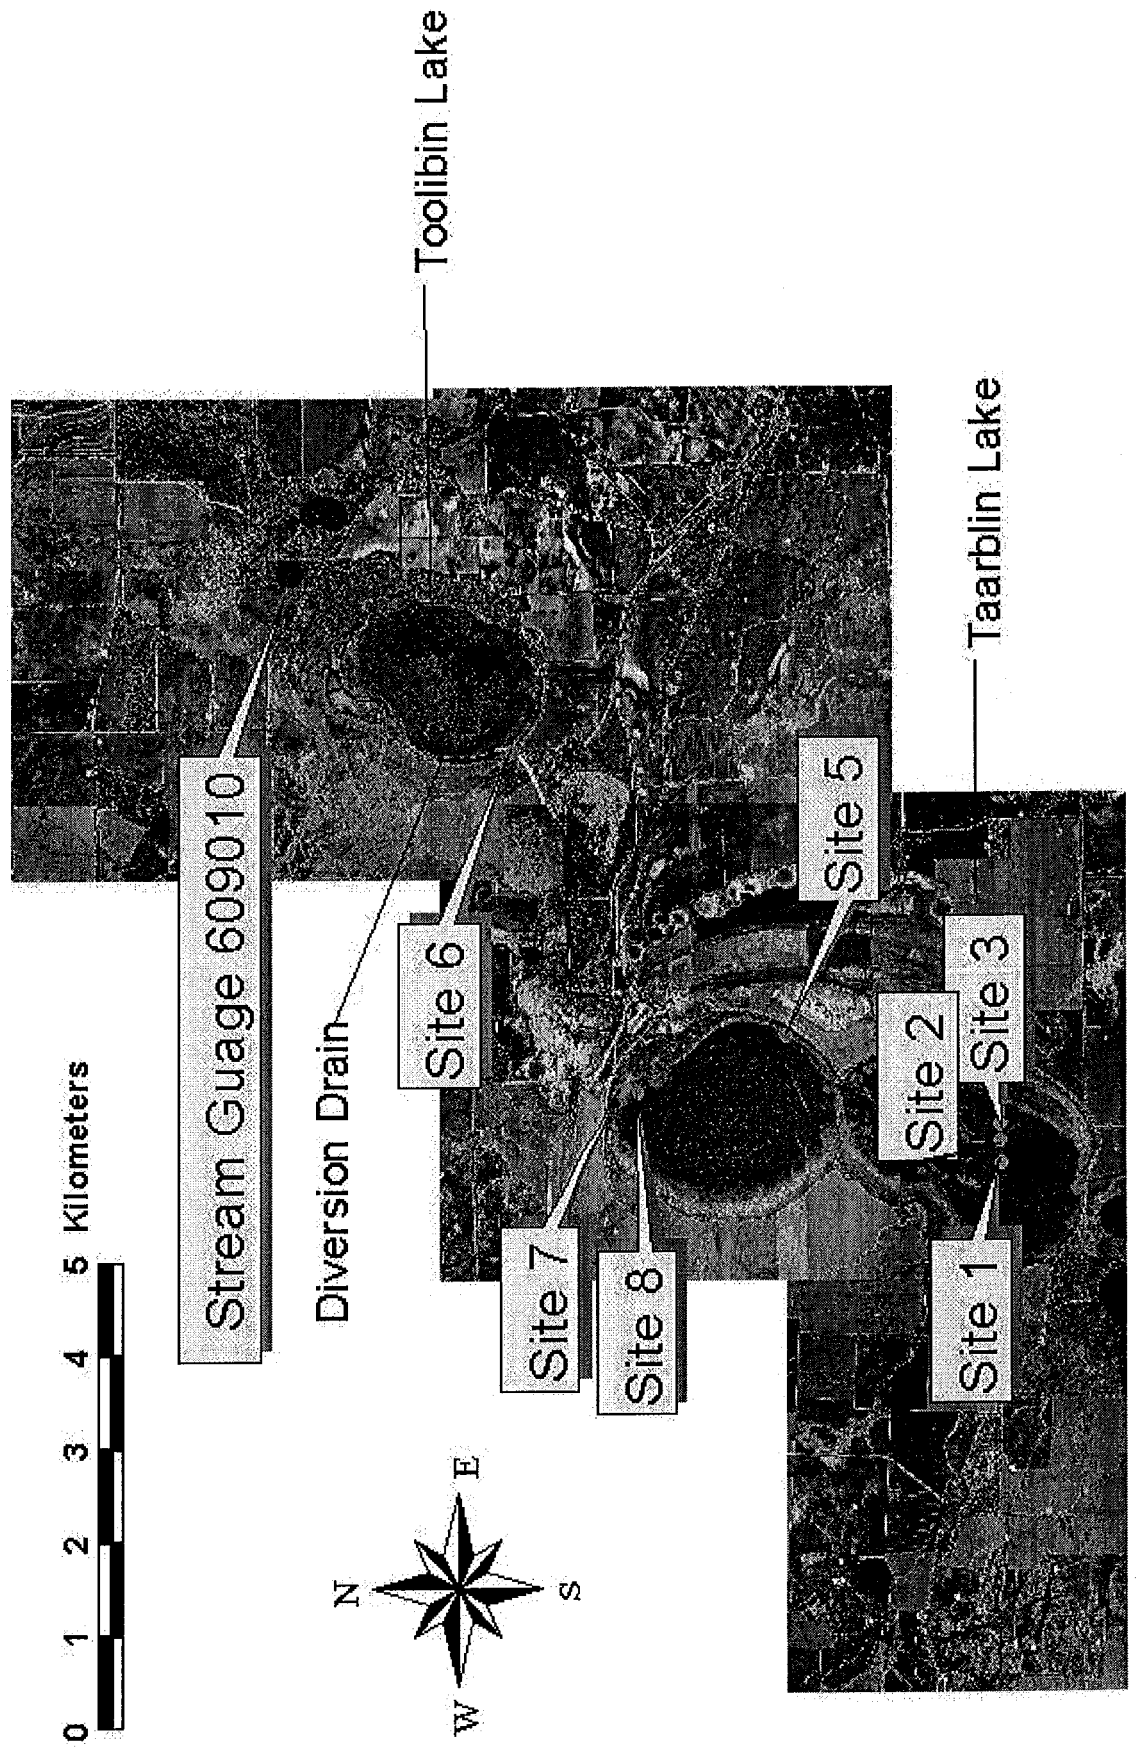 0 1 2 3 4 5 Kilometers
N
W E
S
Stream Guage 609010
Diversion Drain
Toolibin Lake
Site 6
Site 7
Site 8
Site 5
Taarblin Lake
Site 2
Site 3
Site 1